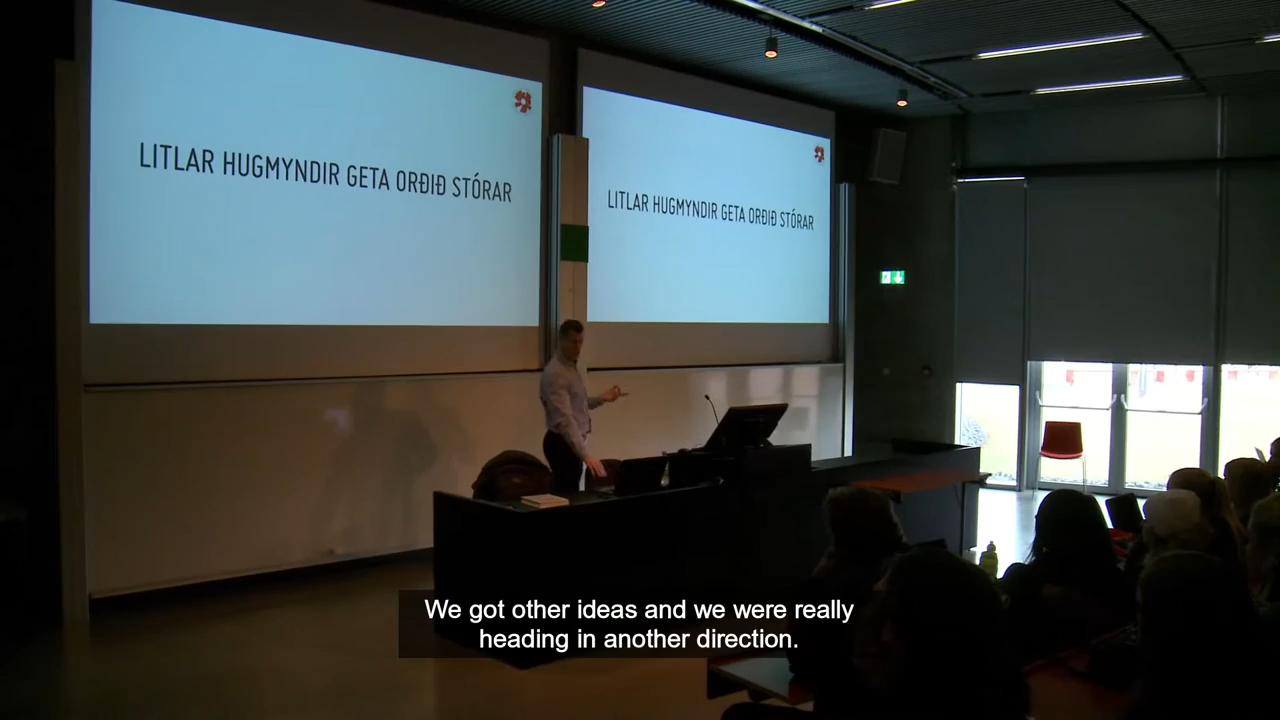 LITLAR HUGMYNDIR GETA ORÐIÐ STÓRAR
LITLAR HUGMYNDIR GETA ORÐIÐ STÓRAR
We got other ideas and we were really
heading in another direction.